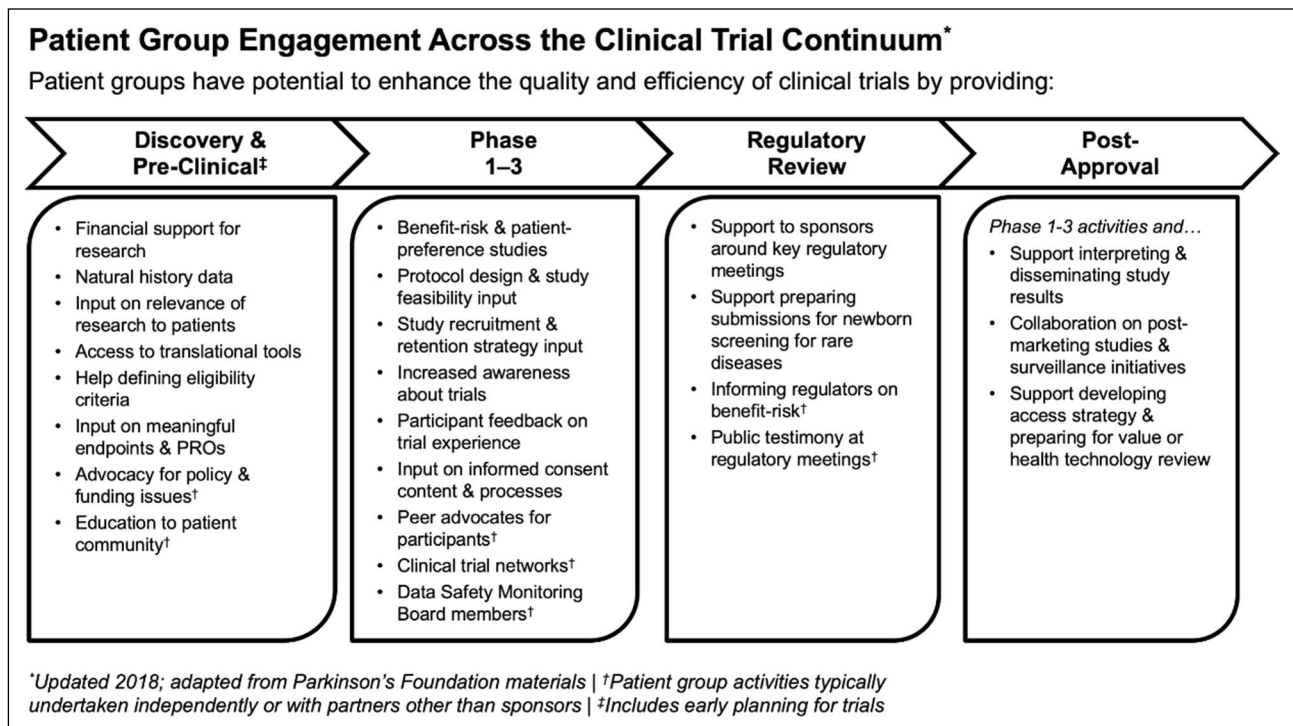 Patient Group Engagement Across the Clinical Trial Continuum*
Patient groups have potential to enhance the quality and efficiency of clinical trials by providing:
Discovery &
Pre-Clinical‡
Phase
1–3
Regulatory
Review
Post-
Approval
• Financial support for
research
• Natural history data
• Input on relevance of
research to patients
• Access to translational tools
• Help defining eligibility
criteria
• Input on meaningful
endpoints & PROs
• Advocacy for policy &
funding issues†
• Education to patient
community†
• Benefit-risk & patient-
preference studies
• Protocol design & study
feasibility input
• Study recruitment &
retention strategy input
• Increased awareness
about trials
• Participant feedback on
trial experience
• Input on informed consent
content & processes
• Peer advocates for
participants†
• Clinical trial networks†
• Data Safety Monitoring
Board members†
• Support to sponsors
around key regulatory
meetings
• Support preparing
submissions for newborn
screening for rare
diseases
• Informing regulators on
benefit-risk†
• Public testimony at
regulatory meetings†
Phase 1-3 activities and…
• Support interpreting &
disseminating study
results
• Collaboration on post-
marketing studies &
surveillance initiatives
• Support developing
access strategy &
preparing for value or
health technology review
*Updated 2018; adapted from Parkinson's Foundation materials | †Patient group activities typically
undertaken independently or with partners other than sponsors | ‡Includes early planning for trials